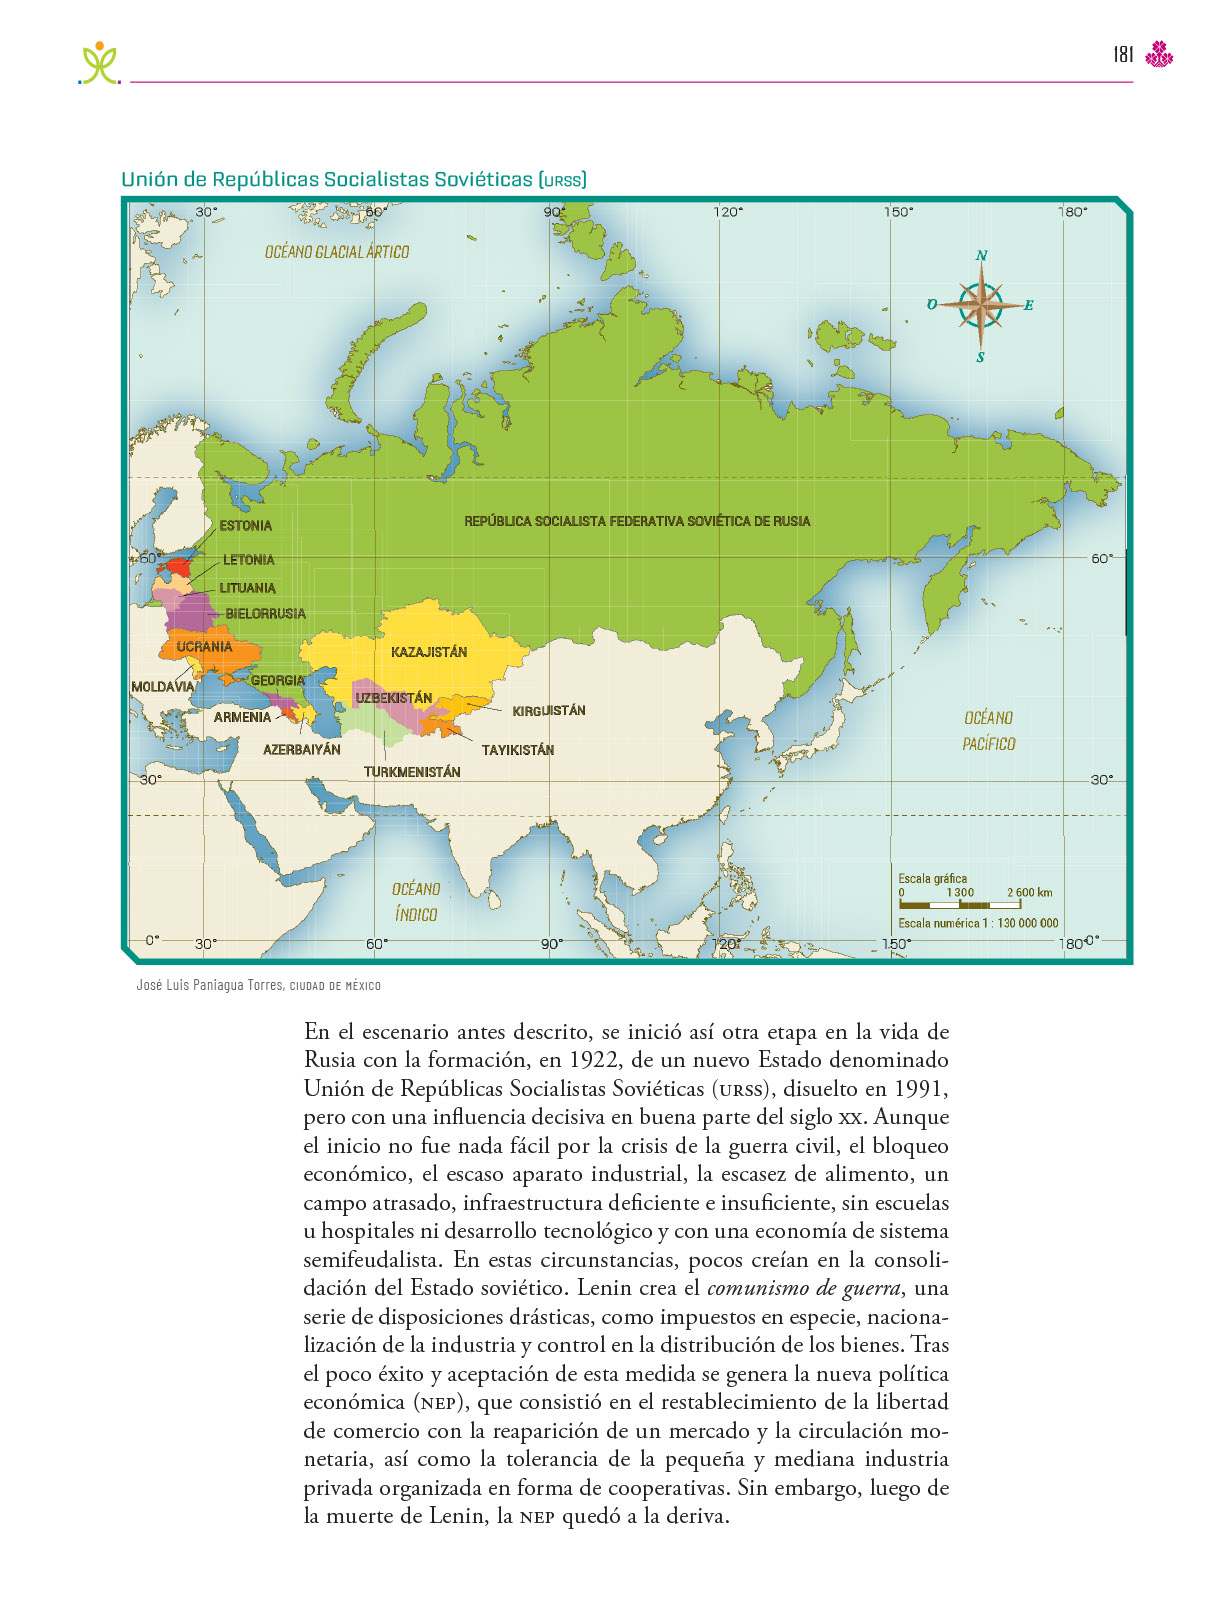 181
Unión de Repúblicas Socialistas Soviéticas (URSS)
30° 60° 90° 120° 150° 180°
OCÉANO GLACIAL ÁRTICO
N
O E
S
REPÚBLICA SOCIALISTA FEDERATIVA SOVIÉTICA DE RUSIA
ESTONIA
60° 60°
LETONIA
LITUANIA
BIELORRUSIA
UCRANIA
KAZAJISTÁN
GEORGIA
MOLDAVIA
UZBEKISTÁN
KIRGUISTÁN
ARMENIA
OCÉANO
PACÍFICO
AZERBAIYÁN
TAYIKISTÁN
TURKMENISTÁN
30° 30°
OCÉANO
ÍNDICO
Escala gráfica
0 1 300 2 600 km
Escala numérica 1 : 130 000 000
0° 30° 60° 90° 120° 150° 180° 0°
José Luis Paniagua Torres, CIUDAD DE MÉXICO
En el escenario antes descrito, se inició así otra etapa en la vida de
Rusia con la formación, en 1922, de un nuevo Estado denominado
Unión de Repúblicas Socialistas Soviéticas (URSS), disuelto en 1991,
pero con una influencia decisiva en buena parte del siglo XX. Aunque
el inicio no fue nada fácil por la crisis de la guerra civil, el bloqueo
económico, el escaso aparato industrial, la escasez de alimento, un
campo atrasado, infraestructura deficiente e insuficiente, sin escuelas
u hospitales ni desarrollo tecnológico y con una economía de sistema
semifeudalista. En estas circunstancias, pocos creían en la consoli-
dación del Estado soviético. Lenin crea el comunismo de guerra, una
serie de disposiciones drásticas, como impuestos en especie, naciona-
lización de la industria y control en la distribución de los bienes. Tras
el poco éxito y aceptación de esta medida se genera la nueva política
económica (NEP), que consistió en el restablecimiento de la libertad
de comercio con la reaparición de un mercado y la circulación mo-
netaria, así como la tolerancia de la pequeña y mediana industria
privada organizada en forma de cooperativas. Sin embargo, luego de
la muerte de Lenin, la NEP quedó a la deriva.